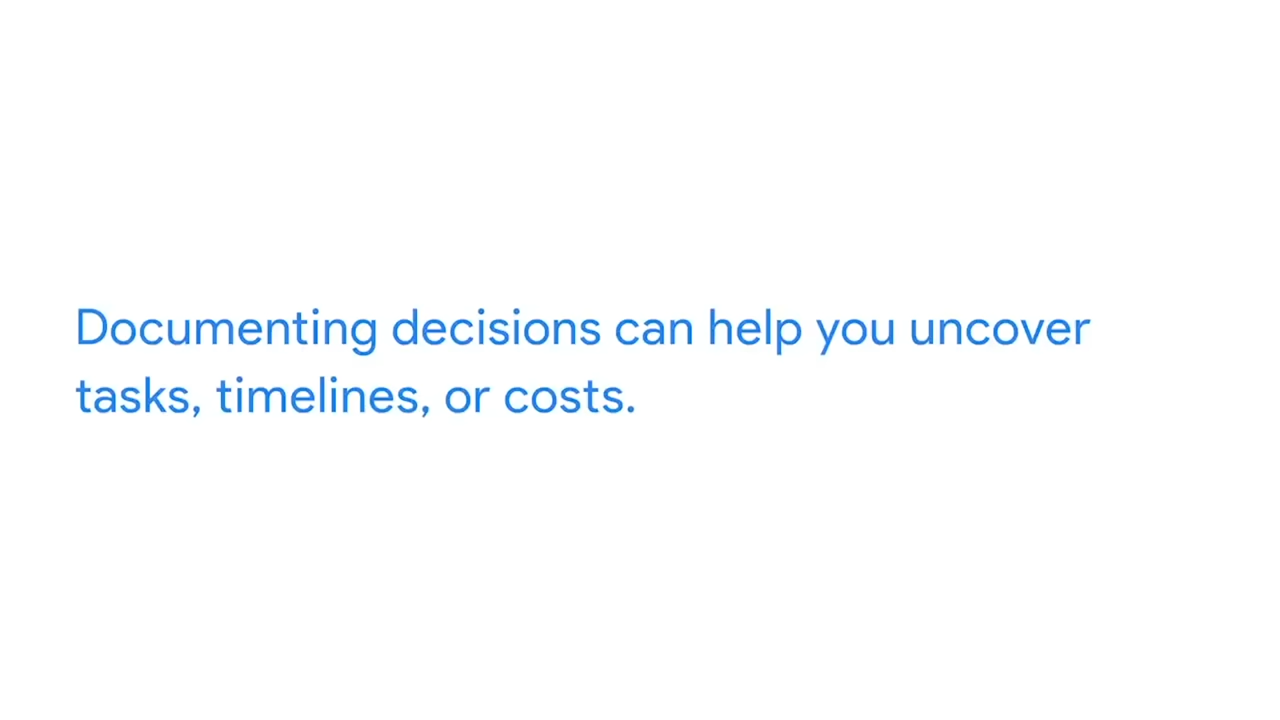 Documenting decisions can help you uncover
tasks, timelines, or costs.